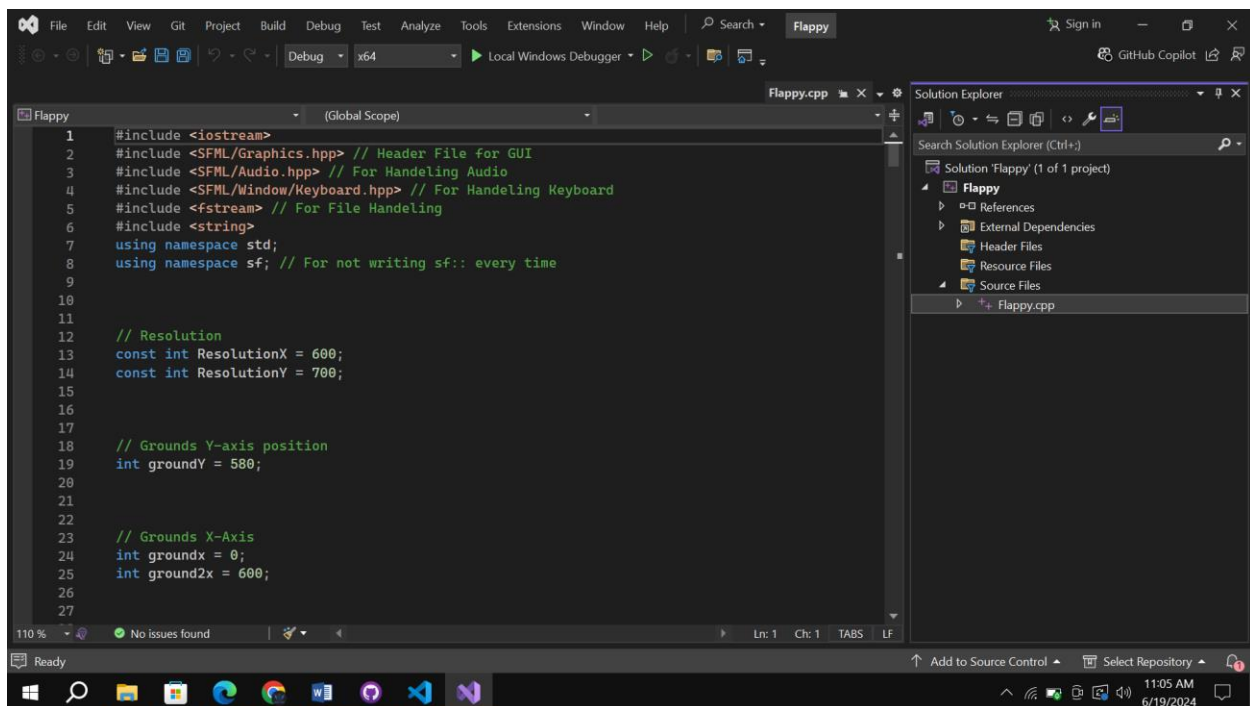 File Edit View Git Project Build Debug Test Analyze Tools Extensions Window Help Search Flappy Sign in
Debug x64 Local Windows Debugger GitHub Copilot
Flappy.cpp
Flappy (Global Scope)
1 #include <iostream>
2 #include <SFML/Graphics.hpp> // Header File for GUI
3 #include <SFML/Audio.hpp> // For Handeling Audio
4 #include <SFML/Window/Keyboard.hpp> // For Handeling Keyboard
5 #include <fstream> // For File Handeling
6 #include <string>
7 using namespace std;
8 using namespace sf; // For not writing sf:: every time
9
10
11
12 // Resolution
13 const int ResolutionX = 600;
14 const int ResolutionY = 700;
15
16
17
18 // Grounds Y-axis position
19 int groundY = 580;
20
21
22
23 // Grounds X-Axis
24 int groundx = 0;
25 int ground2x = 600;
26
27
110 % No issues found Ln: 1 Ch: 1 TABS LF
Solution Explorer
Search Solution Explorer (Ctrl+;)
Solution 'Flappy' (1 of 1 project)
Flappy
References
External Dependencies
Header Files
Resource Files
Source Files
Flappy.cpp
Ready Add to Source Control Select Repository 1
11:05 AM
6/19/2024